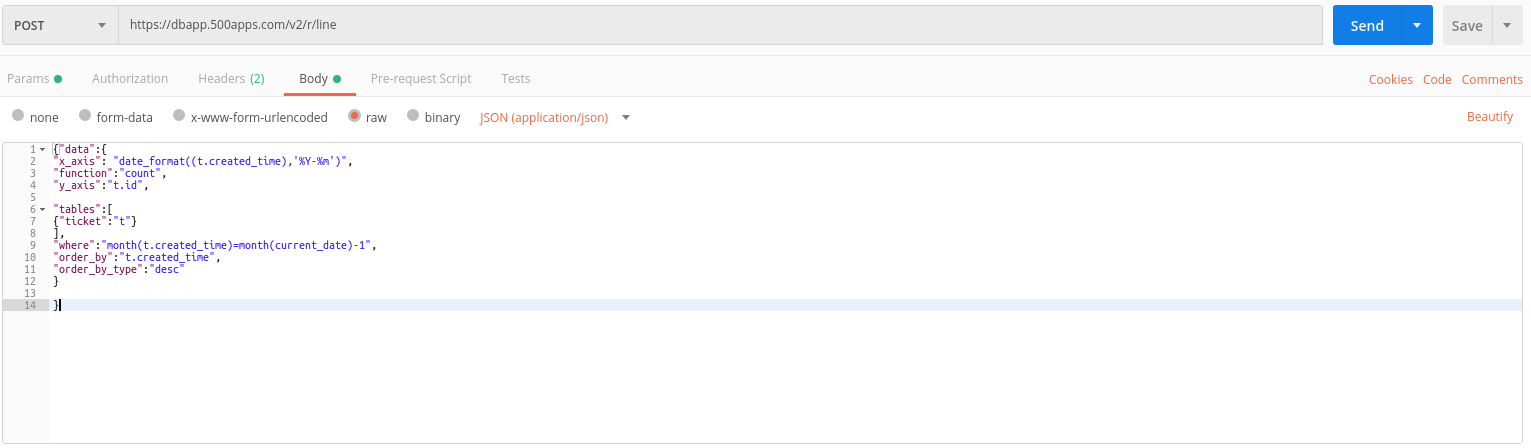 POST https://dbapp.500apps.com/v2/r/line Send Save
Params Authorization Headers (2) Body Pre-request Script Tests Cookies Code Comments
none form-data x-www-form-urlencoded raw binary JSON (application/json) Beautify
1 {"data":{
2 "x_axis": "date_format((t.created_time),'%Y-%m')",
3 "function":"count",
4 "y_axis":"t.id",
5
6 "tables":[
7 {"ticket":"t"}
8 ],
9 "where":"month(t.created_time)=month(current_date)-1",
10 "order_by":"t.created_time",
11 "order_by_type":"desc"
12 }
13
14 }